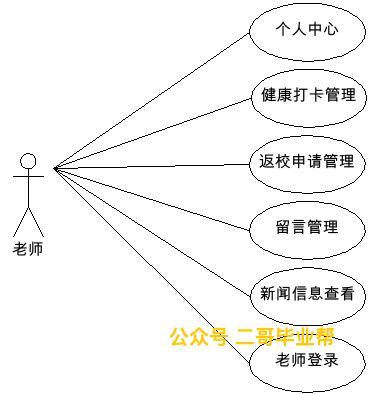 个人中心
健康打卡管理
返校申请管理
老师
留言管理
新闻信息查看
公众号 二哥毕业帮
老师登录